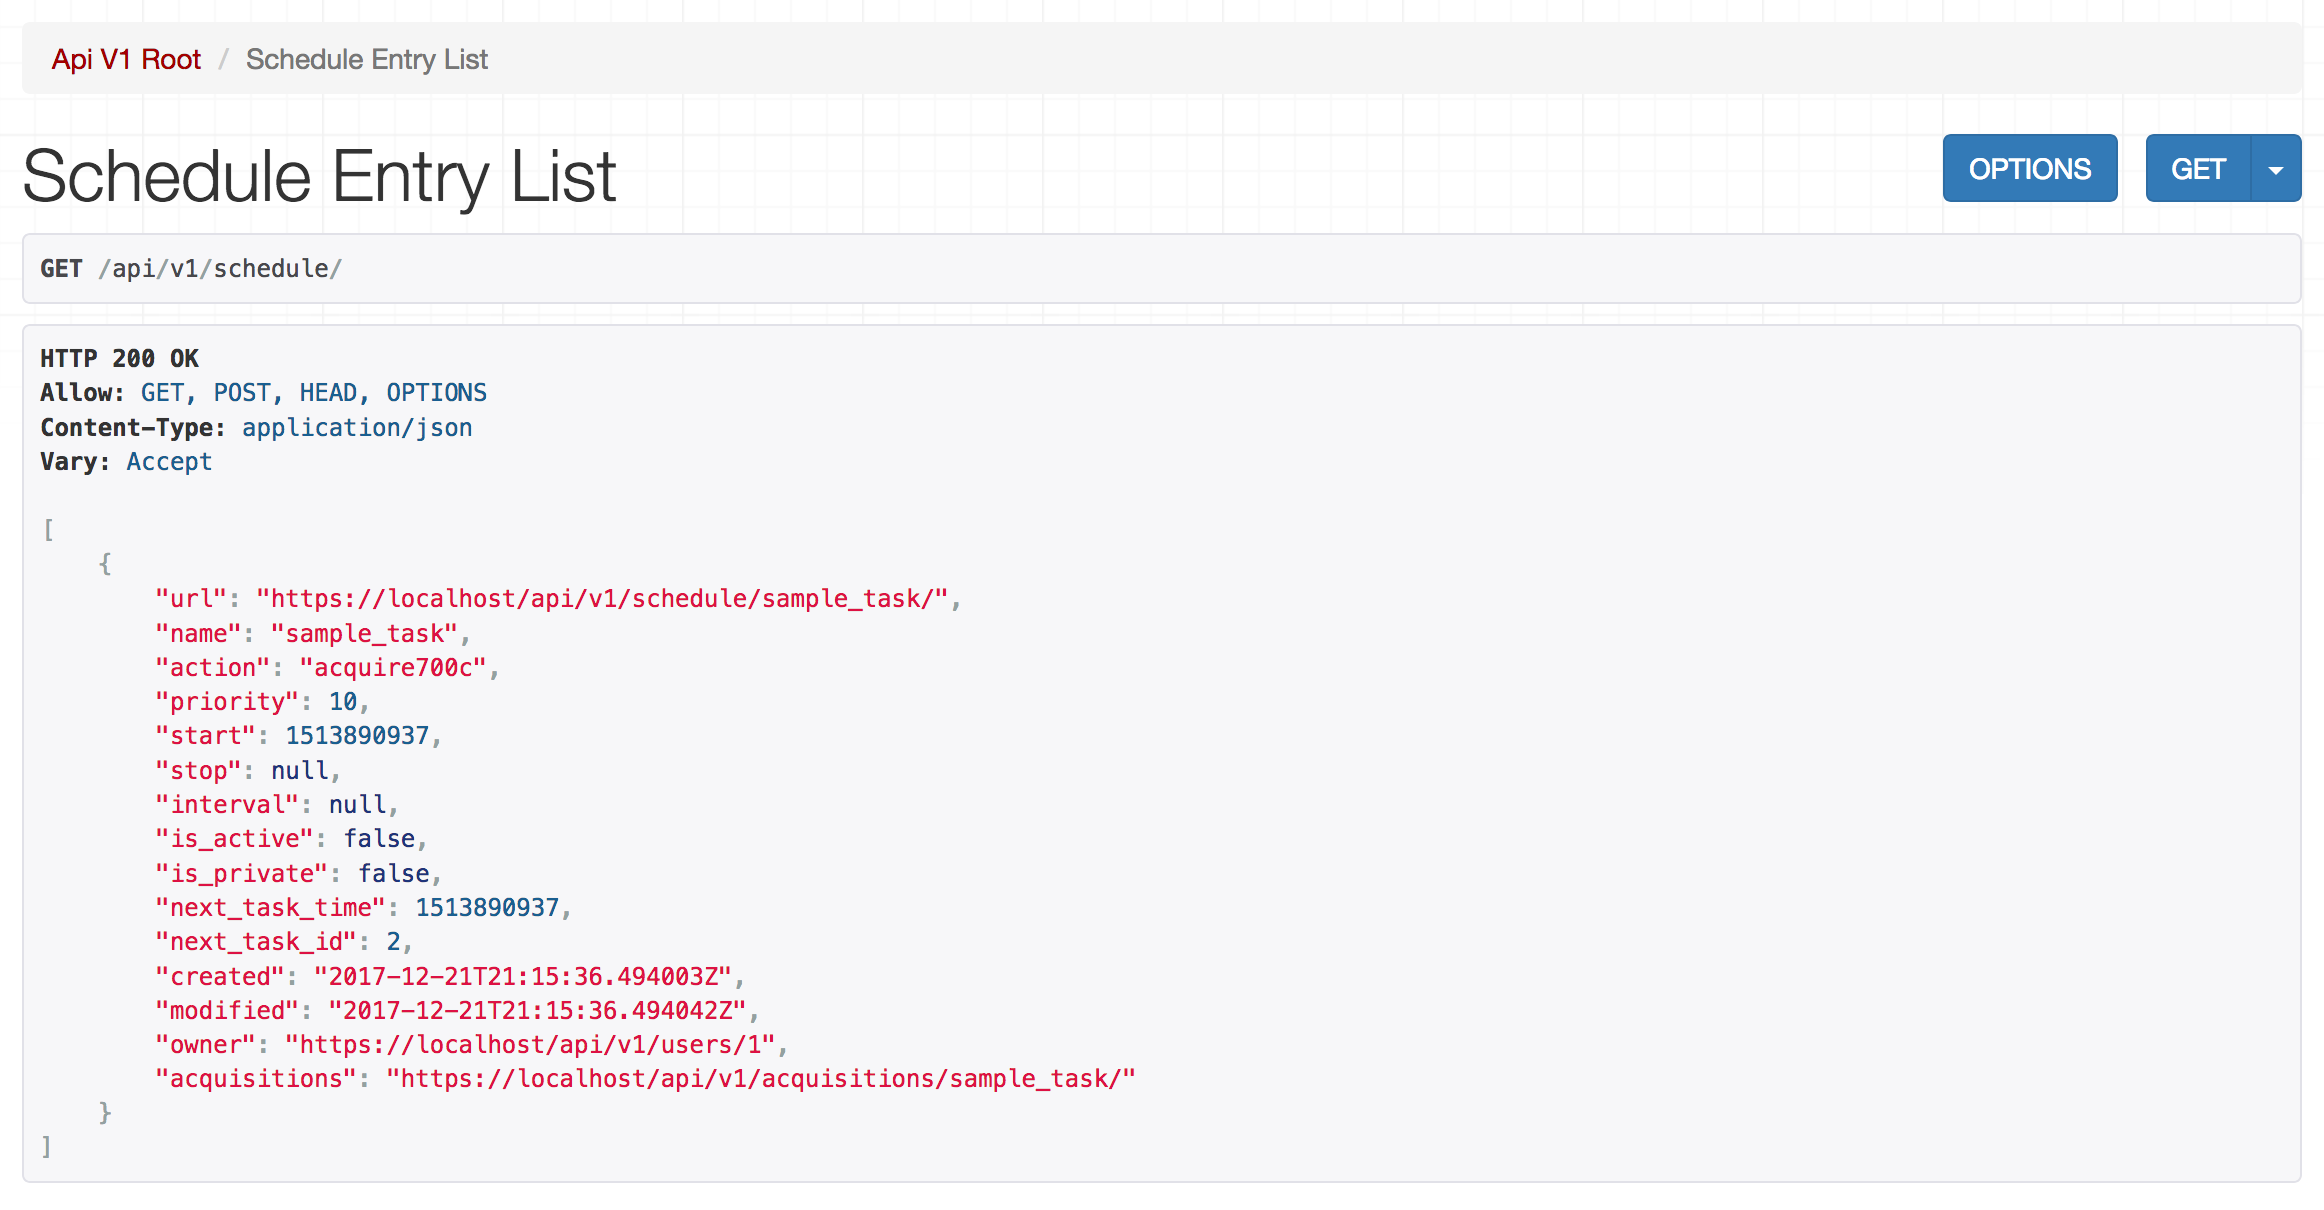 Api V1 Root / Schedule Entry List
Schedule Entry List
OPTIONS
GET
GET /api/v1/schedule/
HTTP 200 OK
Allow: GET, POST, HEAD, OPTIONS
Content-Type: application/json
Vary: Accept
[
    {
        "url": "https://localhost/api/v1/schedule/sample_task/",
        "name": "sample_task",
        "action": "acquire700c",
        "priority": 10,
        "start": 1513890937,
        "stop": null,
        "interval": null,
        "is_active": false,
        "is_private": false,
        "next_task_time": 1513890937,
        "next_task_id": 2,
        "created": "2017-12-21T21:15:36.494003Z",
        "modified": "2017-12-21T21:15:36.494042Z",
        "owner": "https://localhost/api/v1/users/1",
        "acquisitions": "https://localhost/api/v1/acquisitions/sample_task/"
    }
]